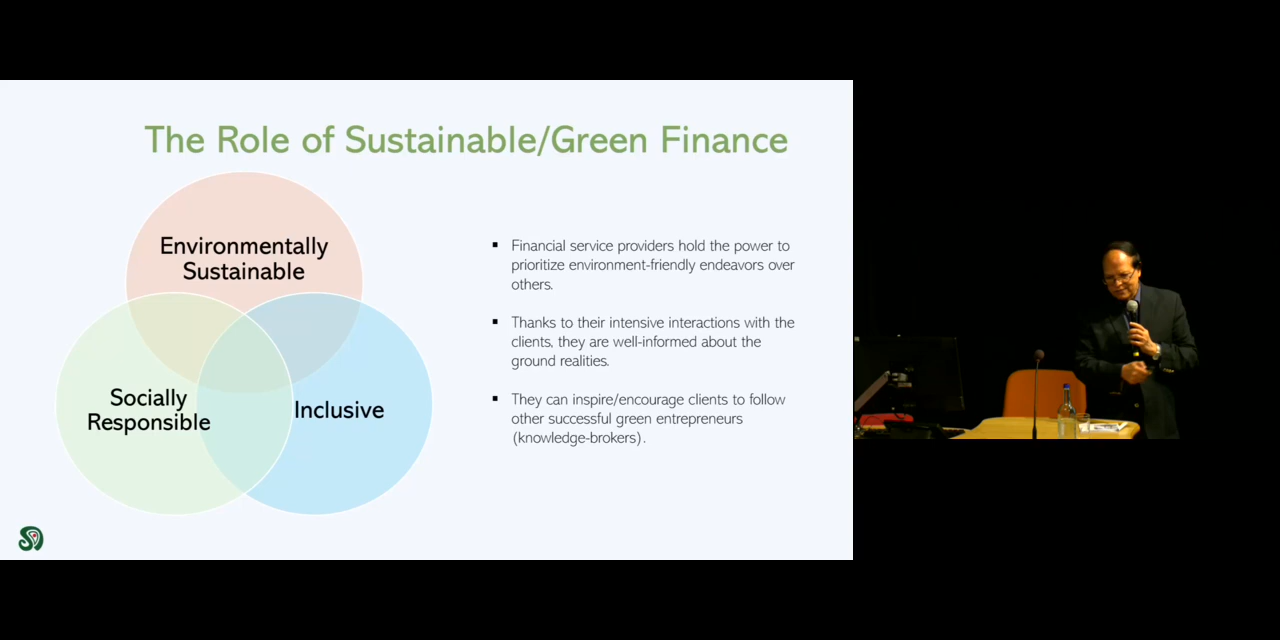 The Role of Sustainable/Green Finance
Environmentally
Sustainable
Socially
Responsible
Inclusive
▪ Financial service providers hold the power to
prioritize environment-friendly endeavors over
others.
▪ Thanks to their intensive interactions with the
clients, they are well-informed about the
ground realities.
▪ They can inspire/encourage clients to follow
other successful green entrepreneurs
(knowledge-brokers).